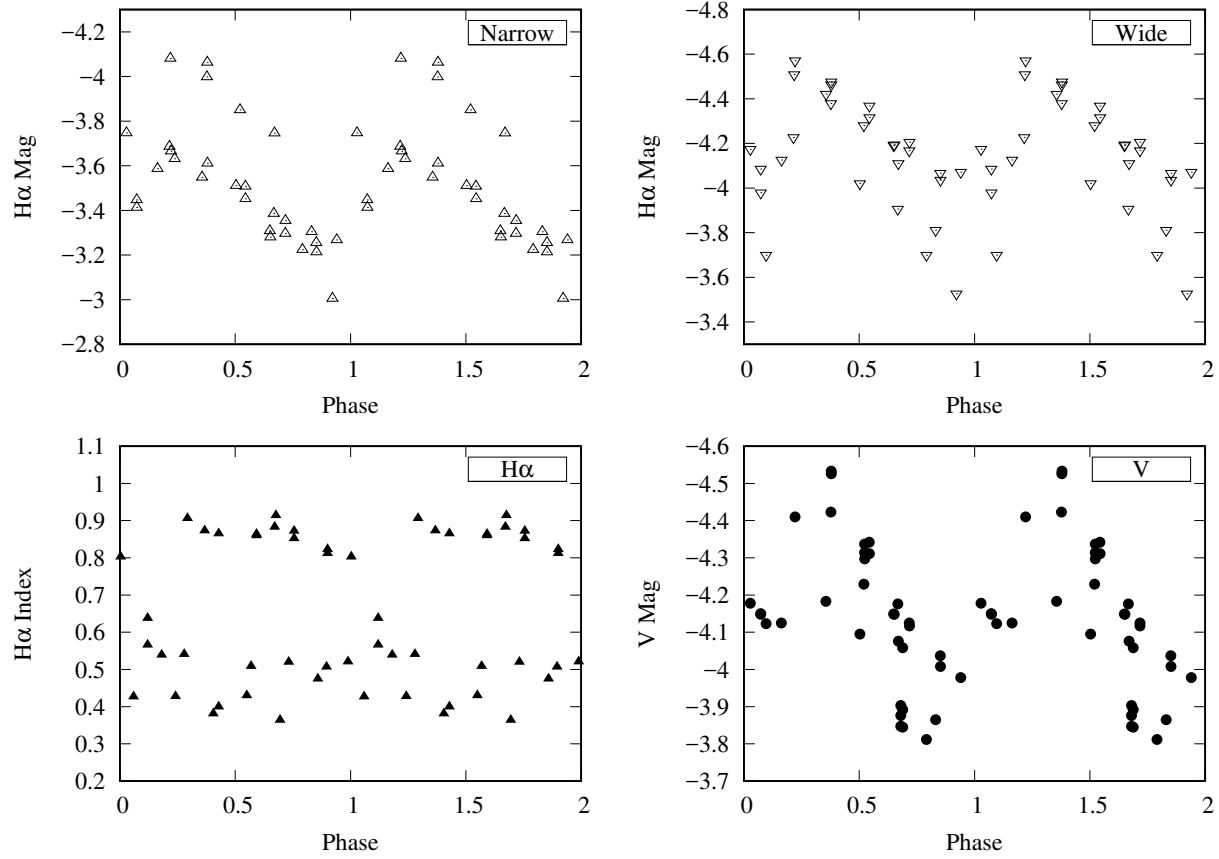 Narrow
−4.2
−4
−3.8
−3.6
−3.4
−3.2
−3
−2.8
Hα Mag
0 0.5 1 1.5 2
Phase
Wide
−4.8
−4.6
−4.4
−4.2
−4
−3.8
−3.6
−3.4
Hα Mag
0 0.5 1 1.5 2
Phase
Hα
1.1
1
0.9
0.8
0.7
0.6
0.5
0.4
0.3
0.2
Hα Index
0 0.5 1 1.5 2
Phase
V
−4.6
−4.5
−4.4
−4.3
−4.2
−4.1
−4
−3.9
−3.8
−3.7
V Mag
0 0.5 1 1.5 2
Phase